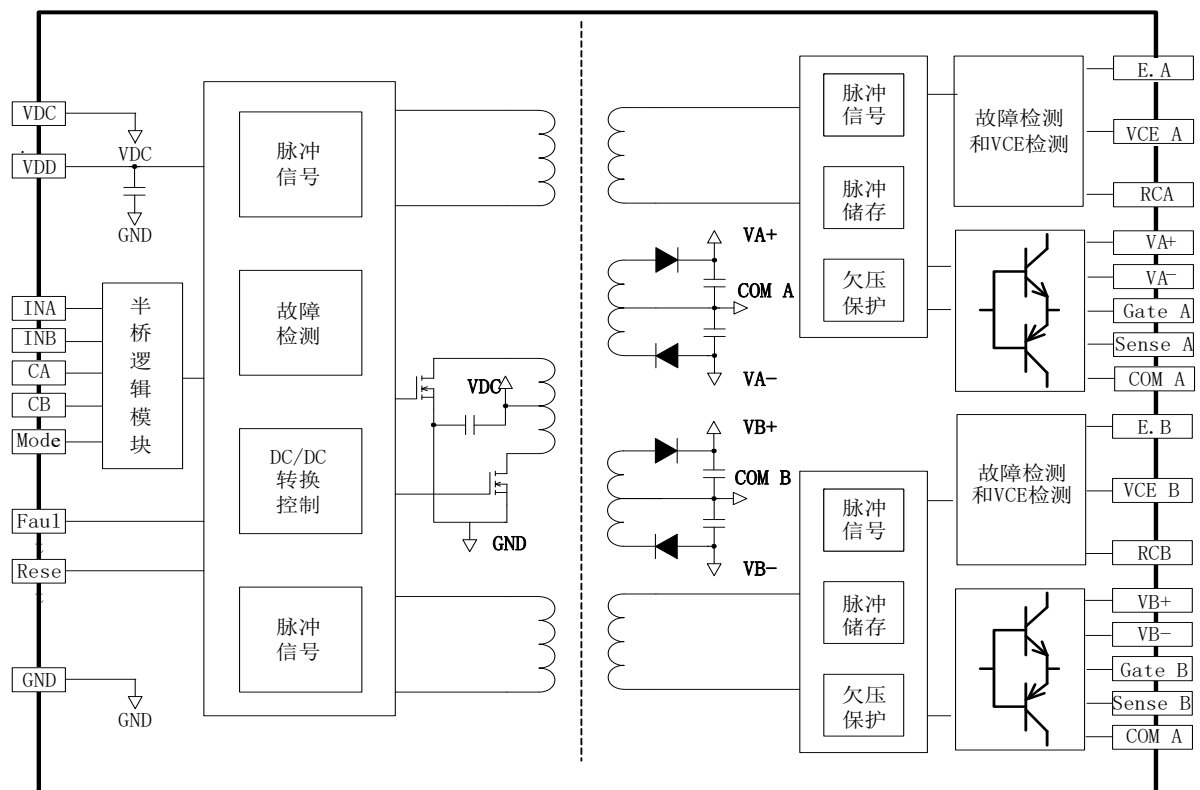 VDC
VDC
VDD
GND
INA
INB
CA
CB
Mode
半
桥
逻
辑
模
块
Faul
Rese
GND
GND
脉冲
信号
故障
检测
DC/DC
转换
控制
脉冲
信号
VDC
GND
VA+
COM A
VA-
VB+
COM B
VB-
脉冲
信号
脉冲
储存
欠压
保护
故障检测
和VCE检测
E.A
VCE A
RCA
VA+
VA-
Gate A
Sense A
COM A
脉冲
信号
脉冲
储存
欠压
保护
故障检测
和VCE检测
E.B
VCE B
RCB
VB+
VB-
Gate B
Sense B
COM A